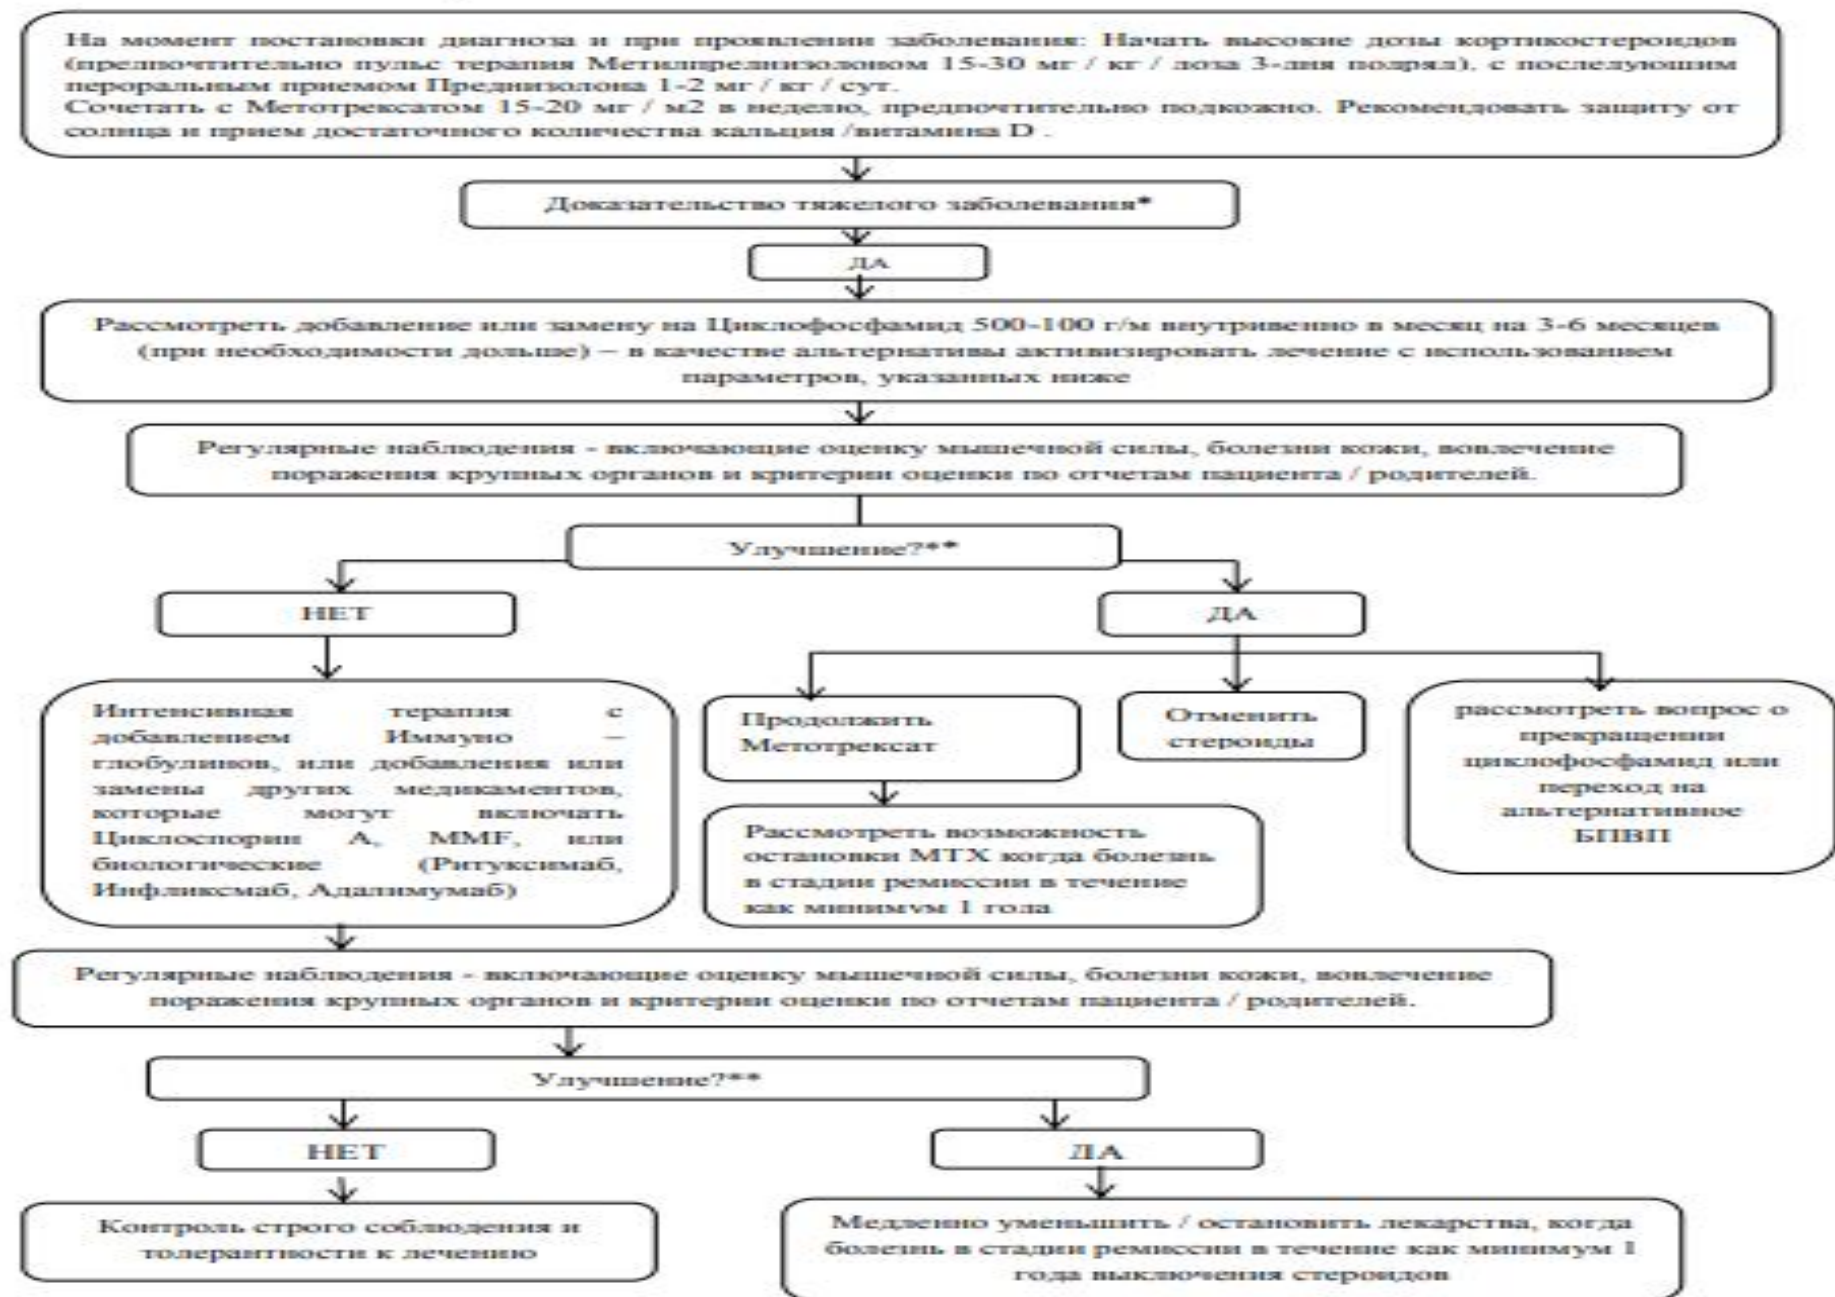 На момент постановки диагноза и при проявлении заболевания: Начать высокие дозы кортикостероидов
(предпочтительно пульс терапия Метилпреднизолоном 15-30 мг / кг / доза 3-дня подряд), с последующим
пероральным приемом Преднизолона 1-2 мг / кг / сут.
Сочетать с Метотрексатом 15-20 мг / м2 в неделю, предпочтительно подкожно. Рекомендовать защиту от
солнца и прием достаточного количества кальция /витамина D .
Доказательство тяжелого заболевания*
ДА
Рассмотреть добавление или замену на Циклофосфамид 500-100 г/м внутривенно в месяц на 3-6 месяцев
(при необходимости дольше) – в качестве альтернативы активизировать лечение с использованием
параметров, указанных ниже
Регулярные наблюдения - включающие оценку мышечной силы, болезни кожи, вовлечение
поражения крупных органов и критерии оценки по отчетам пациента / родителей.
Улучшение?**
НЕТ
ДА
Интенсивная терапия с
добавлением Иммуно –
глобулинов, или добавления или
замены других медикаментов,
которые могут включать
Циклоспорин А, MMF, или
биологические (Ритуксимаб,
Инфликсмаб, Адалимумаб)
Продолжить
Метотрексат
Отменить
стероиды
рассмотреть вопрос о
прекращении
циклофосфамид или
переход на
альтернативное
БПВП
Рассмотреть возможность
остановки МТХ когда болезнь
в стадии ремиссии в течение
как минимум 1 года
Регулярные наблюдения - включающие оценку мышечной силы, болезни кожи, вовлечение
поражения крупных органов и критерии оценки по отчетам пациента / родителей.
Улучшение?**
НЕТ
ДА
Контроль строго соблюдения и
толерантности к лечению
Медленно уменьшить / остановить лекарства, когда
болезнь в стадии ремиссии в течение как минимум 1
года выключения стероидов